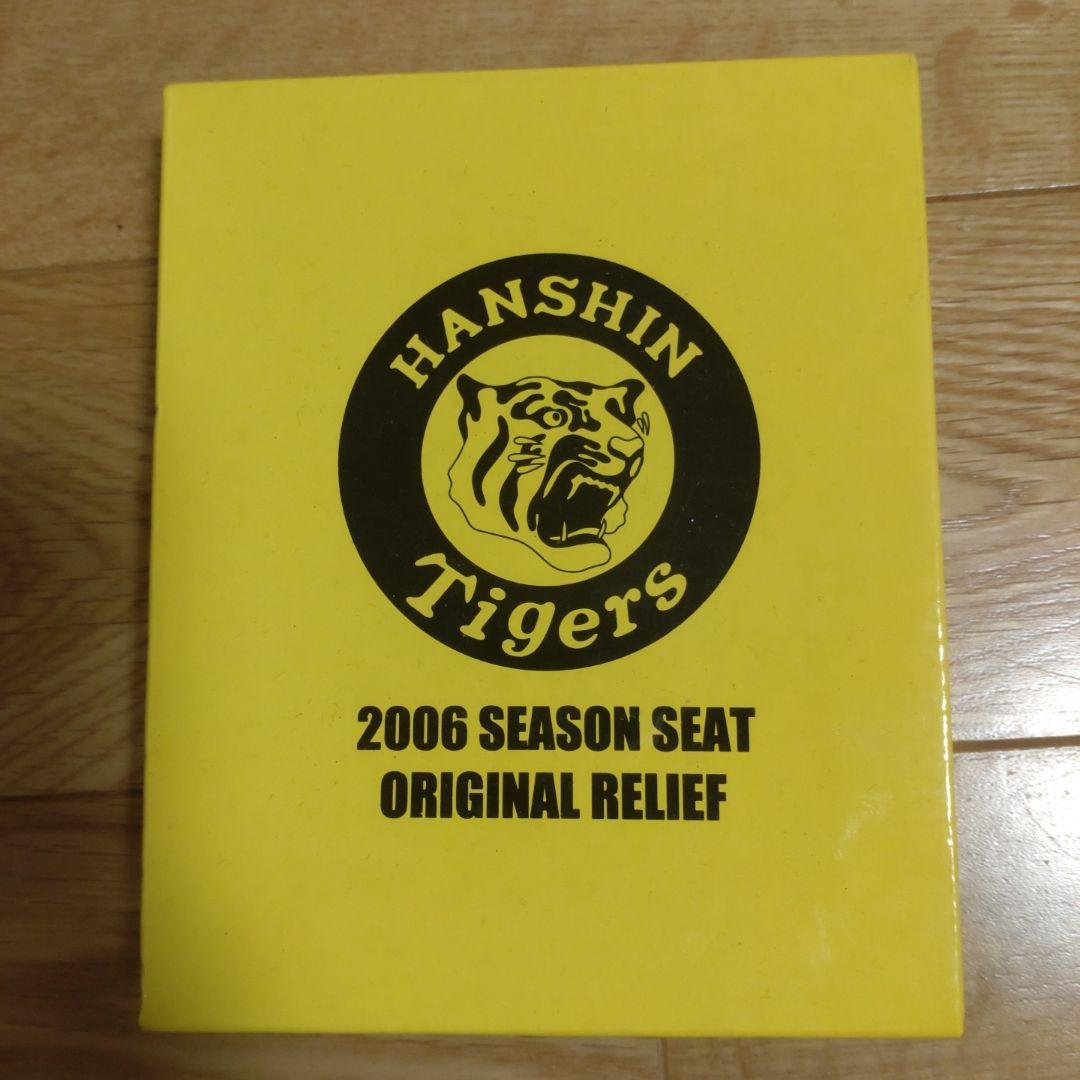 HANSHIN
Tigers
2006 SEASON SEAT
ORIGINAL RELIEF